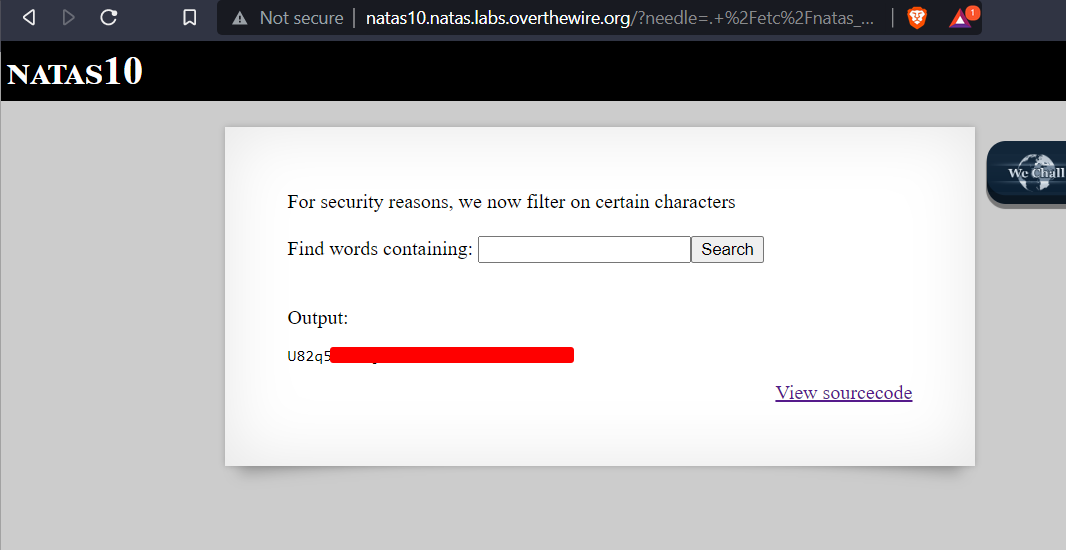 Not secure | natas10.natas.labs.overthewire.org/?needle=.+%2Fetc%2Fnatas_...
1
NATAS10
We Chall
For security reasons, we now filter on certain characters
Find words containing: Search
Output:
U82q5
View sourcecode